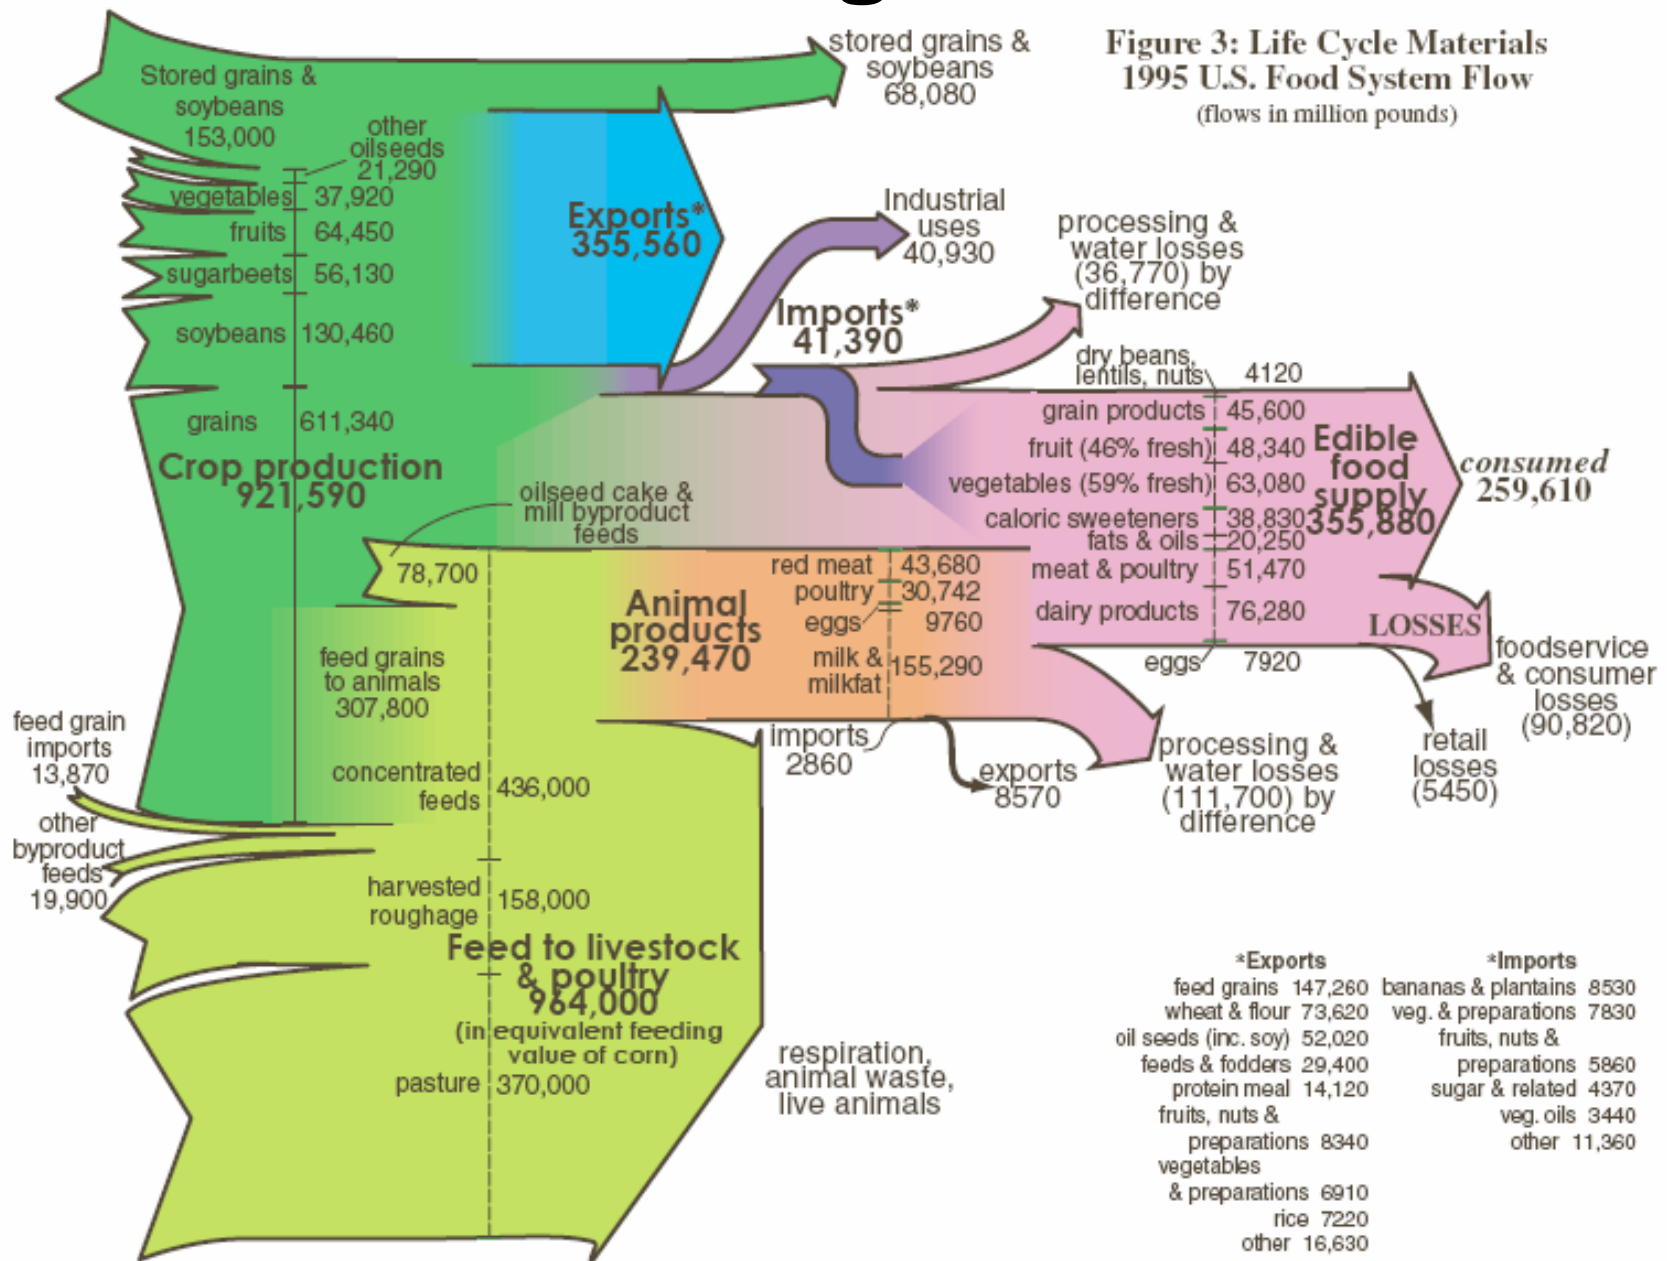 Figure 3: Life Cycle Materials
1995 U.S. Food System Flow
(flows in million pounds)
stored grains &
soybeans
68,080
Stored grains &
soybeans
153,000
other
oilseeds
21,290
vegetables 37,920
fruits 64,450
sugarbeets 56,130
soybeans 130,460
grains 611,340
Crop production
921,590
Exports*
355,560
Industrial
uses
40,930
Imports*
41,390
processing &
water losses
(36,770) by
difference
dry beans,
lentils, nuts 4120
grain products 45,600
fruit (46% fresh) 48,340
vegetables (59% fresh) 63,080
caloric sweeteners 38,830
fats & oils 20,250
meat & poultry 51,470
dairy products 76,280
eggs 7920
Edible
food
supply
355,880
consumed
259,610
LOSSES
foodservice
& consumer
losses
(90,820)
retail
losses
(5450)
oilseed cake &
mill byproduct
feeds
78,700
red meat 43,680
poultry 30,742
eggs 9760
milk &
milkfat 155,290
Animal
products
239,470
imports
2860
exports
8570
processing &
water losses
(111,700) by
difference
feed grains
to animals
307,800
feed grain
imports
13,870
other
byproduct
feeds
19,900
concentrated
feeds 436,000
harvested
roughage 158,000
Feed to livestock
& poultry
964,000
(in equivalent feeding
value of corn)
pasture 370,000
respiration,
animal waste,
live animals
*Exports
feed grains 147,260
wheat & flour 73,620
oil seeds (inc. soy) 52,020
feeds & fodders 29,400
protein meal 14,120
fruits, nuts &
preparations 8340
vegetables
& preparations 6910
rice 7220
other 16,630
*Imports
bananas & plantains 8530
veg. & preparations 7830
fruits, nuts &
preparations 5860
sugar & related 4370
veg. oils 3440
other 11,360